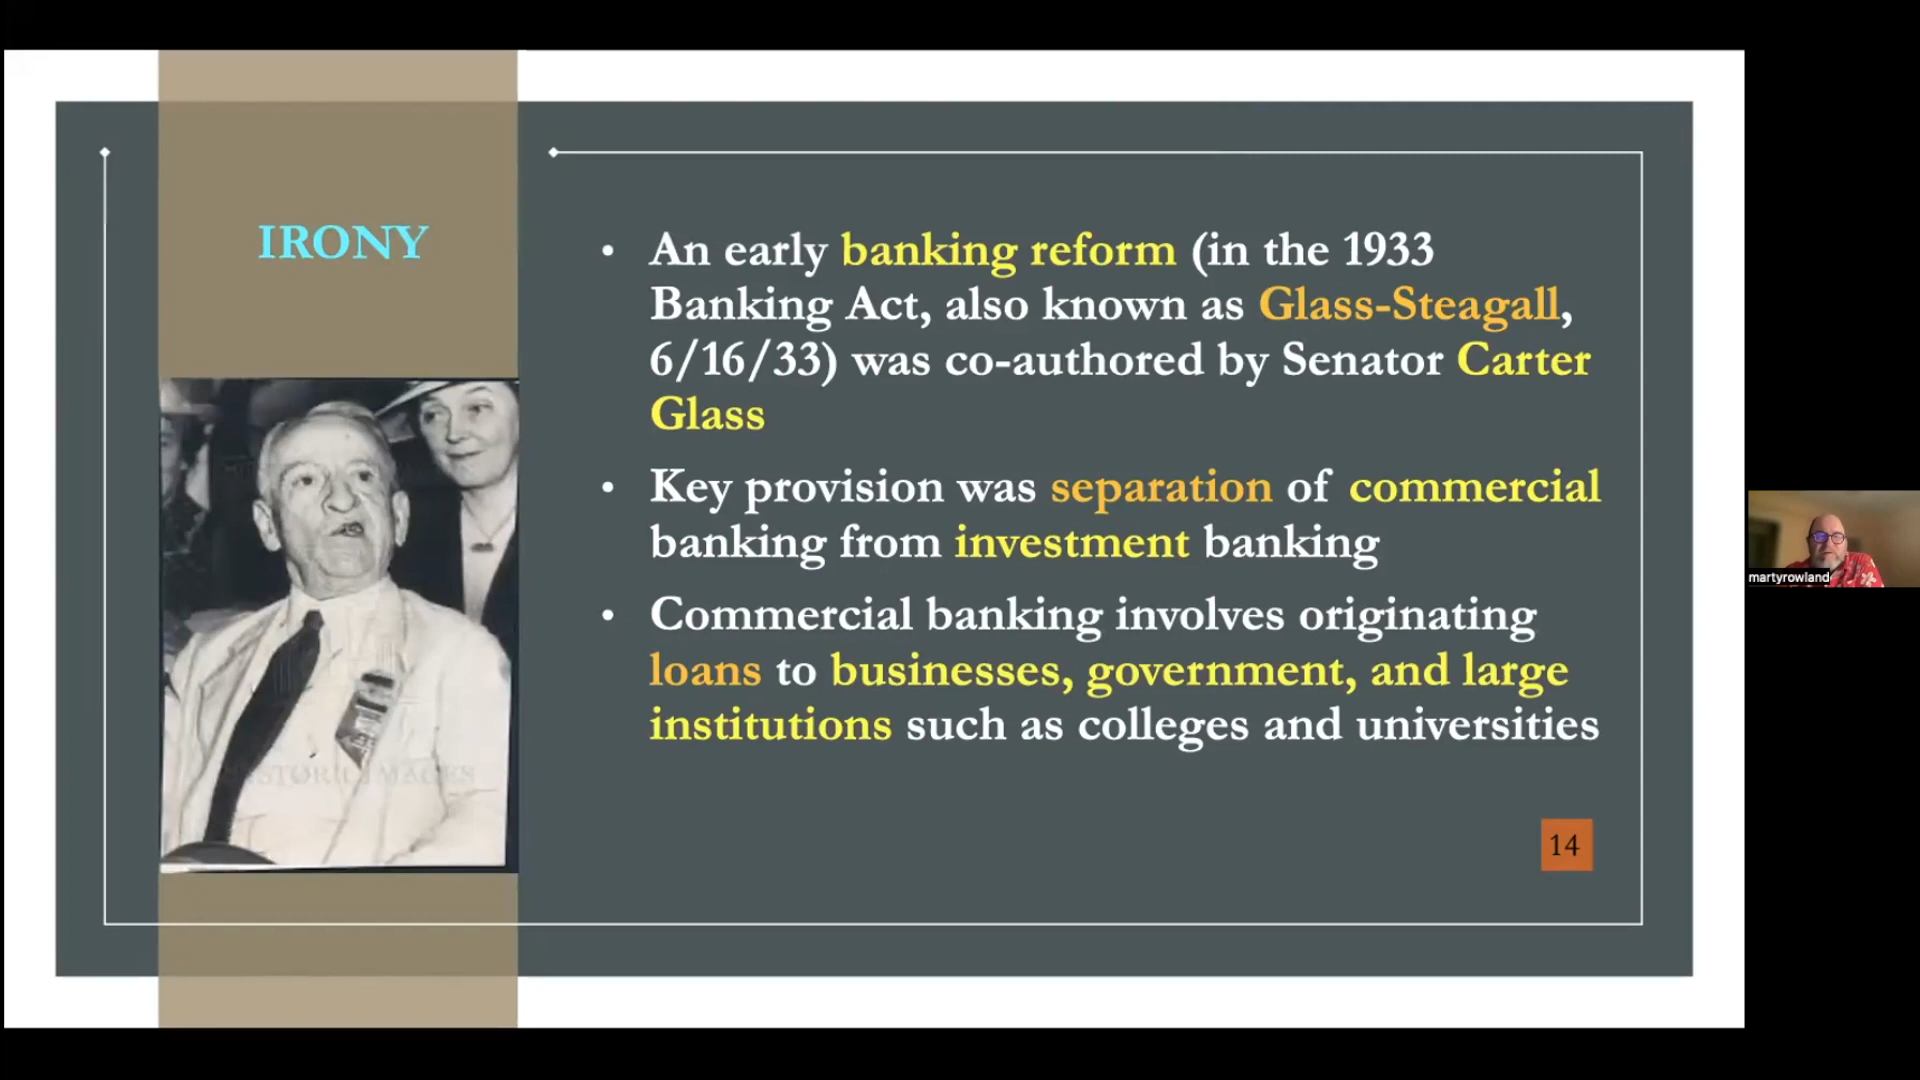 IRONY
• An early banking reform (in the 1933
Banking Act, also known as Glass-Steagall,
6/16/33) was co-authored by Senator Carter
Glass
• Key provision was separation of commercial
banking from investment banking
• Commercial banking involves originating
loans to businesses, government, and large
institutions such as colleges and universities
14
martyrowland